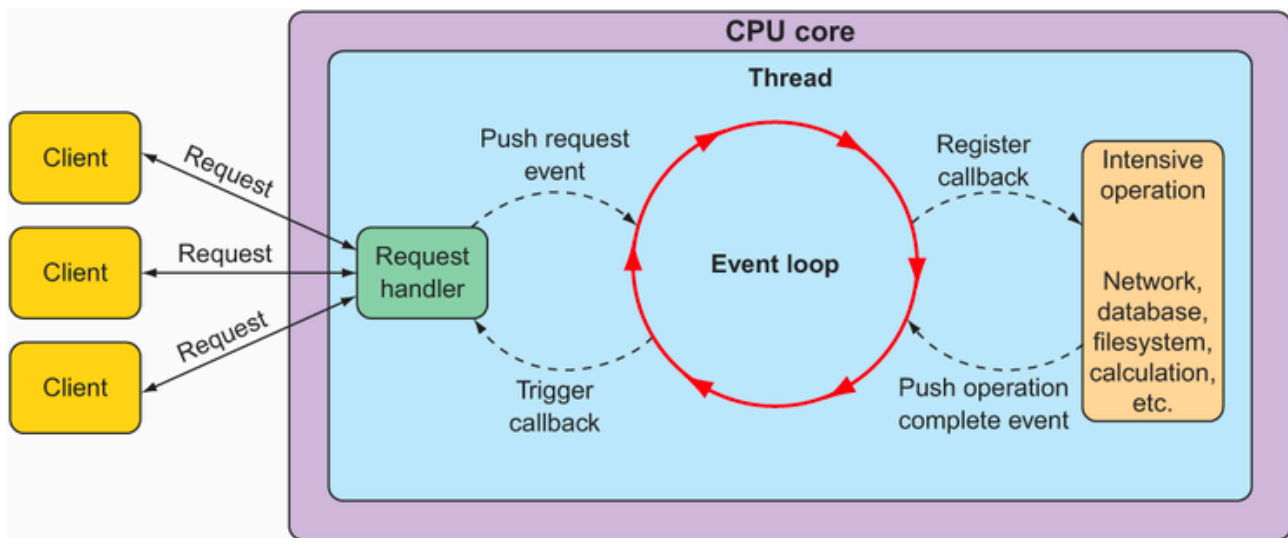 CPU core
Thread
Client
Client
Client
Request
Request
Request
Request
handler
Push request
event
Trigger
callback
Event loop
Register
callback
Push operation
complete event
Intensive
operation
Network,
database,
filesystem,
calculation,
etc.